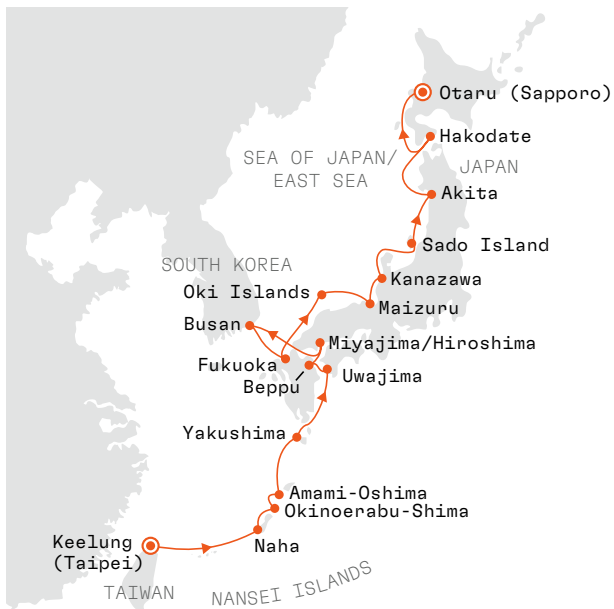 Otaru (Sapporo)
Hakodate
SEA OF JAPAN/
EAST SEA
JAPAN
Akita
Sado Island
SOUTH KOREA
Kanazawa
Oki Islands
Maizuru
Busan
Miyajima/Hiroshima
Fukuoka
Beppu
Uwajima
Yakushima
Amami-Oshima
Okinoerabu-Shima
Keelung
(Taipei)
Naha
TAIWAN
NANSEI ISLANDS